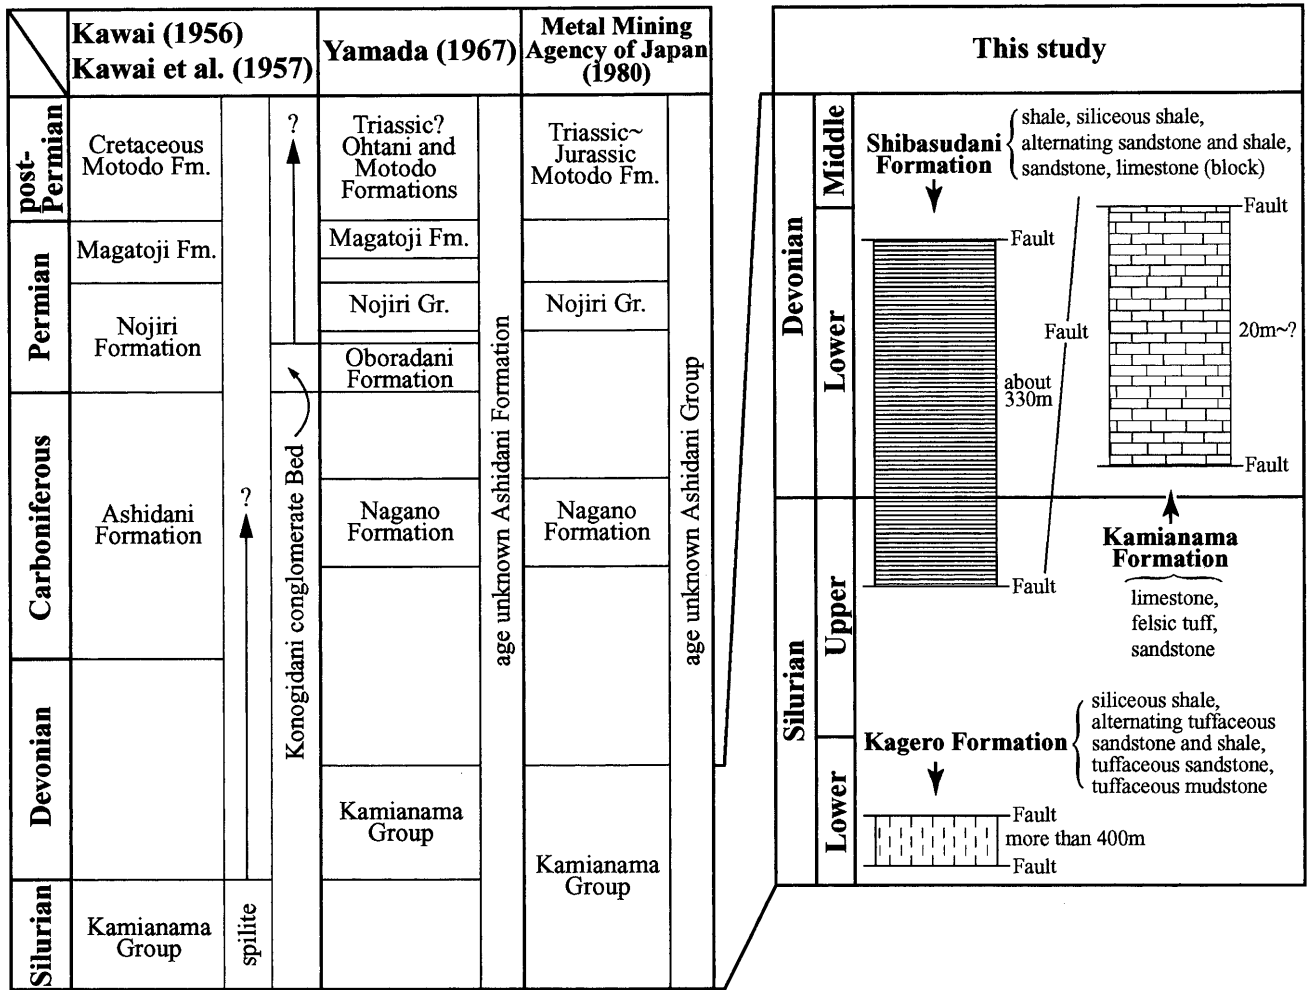 Kawai (1956)
Kawai et al. (1957)
Yamada (1967)
Metal Mining
Agency of Japan
(1980)
This study
post-
Permian
Permian
Carboniferous
Devonian
Silurian
Cretaceous
Motodo Fm.
Magatoji Fm.
Nojiri
Formation
Ashidani
Formation
Kamianama
Group
?
spilite
?
Konogidani conglomerate Bed
Triassic?
Ohtani and
Motodo
Formations
Magatoji Fm.
Nojiri Gr.
Oboradani
Formation
Nagano
Formation
Kamianama
Group
age unknown Ashidani Formation
Triassic~
Jurassic
Motodo Fm.
Nojiri Gr.
Nagano
Formation
Kamianama
Group
age unknown Ashidani Group
Devonian
Silurian
Middle
Lower
Upper
Lower
Shibasudani
Formation
shale, siliceous shale,
alternating sandstone and shale,
sandstone, limestone (block)
Fault
about
330m
Fault
Fault
Fault
20m~?
Fault
Kamianama
Formation
limestone,
felsic tuff,
sandstone
Kagero Formation
siliceous shale,
alternating tuffaceous
sandstone and shale,
tuffaceous sandstone,
tuffaceous mudstone
Fault
more than 400m
Fault